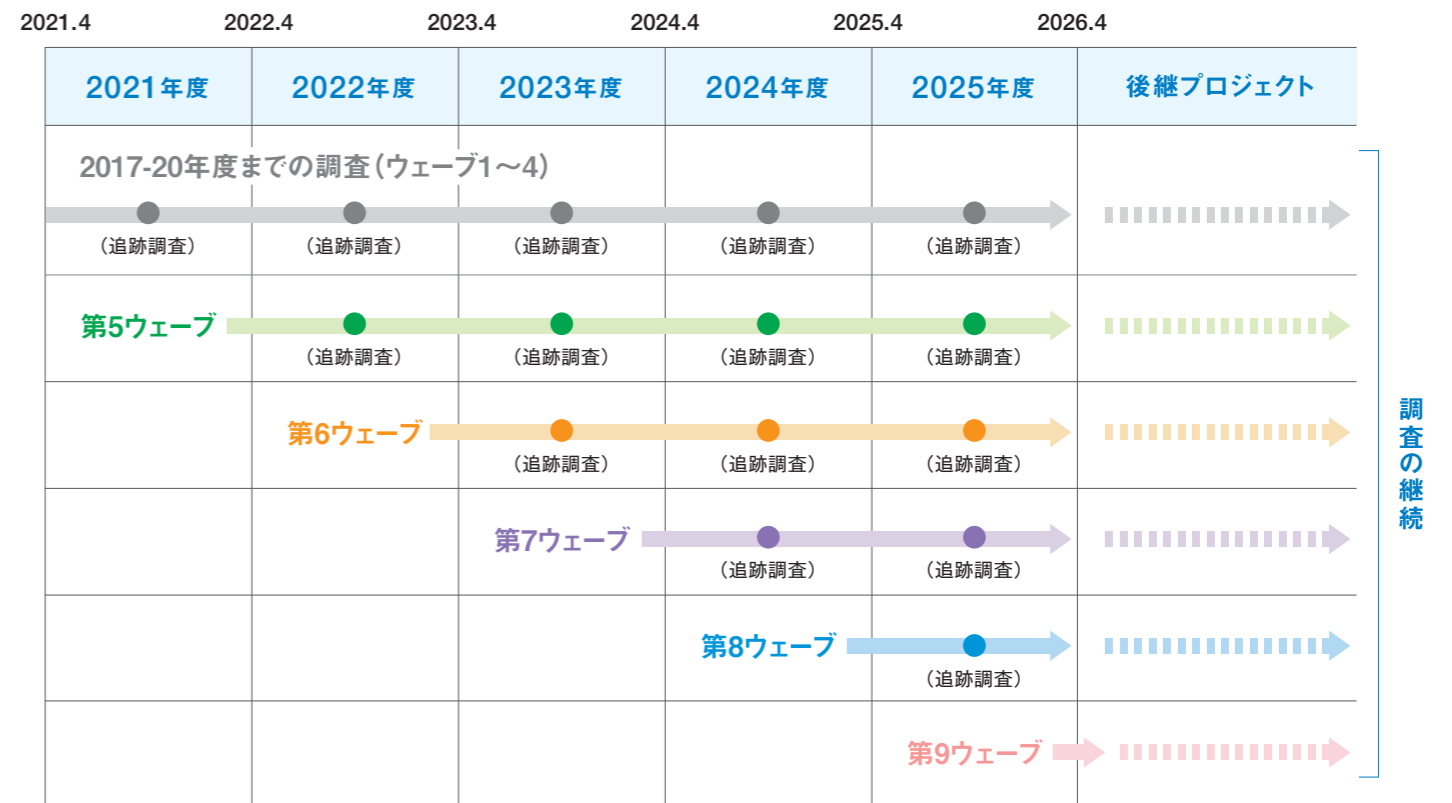 2021.4 2022.4 2023.4 2024.4 2025.4 2026.4
2021年度 2022年度 2023年度 2024年度 2025年度 後継プロジェクト
2017-20年度までの調査(ウェーブ1〜4)
(追跡調査) (追跡調査) (追跡調査) (追跡調査) (追跡調査)
第5ウェーブ
(追跡調査) (追跡調査) (追跡調査) (追跡調査)
第6ウェーブ
(追跡調査) (追跡調査) (追跡調査)
第7ウェーブ
(追跡調査) (追跡調査)
第8ウェーブ
(追跡調査)
第9ウェーブ
調査の継続